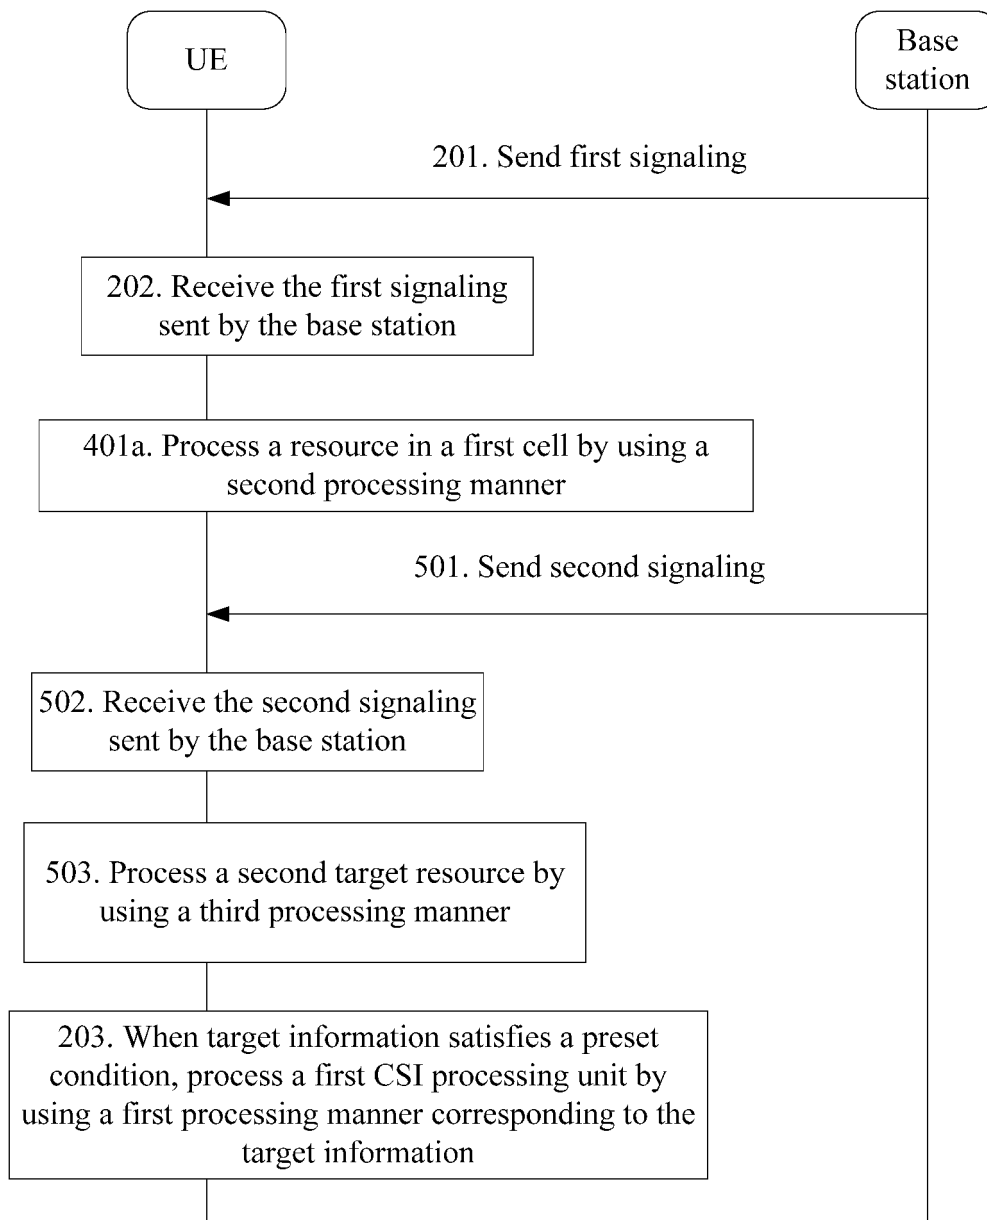 UE
Base
station
201. Send first signaling
202. Receive the first signaling
sent by the base station
401a. Process a resource in a first cell by using a
second processing manner
501. Send second signaling
502. Receive the second signaling
sent by the base station
503. Process a second target resource by
using a third processing manner
203. When target information satisfies a preset
condition, process a first CSI processing unit by
using a first processing manner corresponding to the
target information